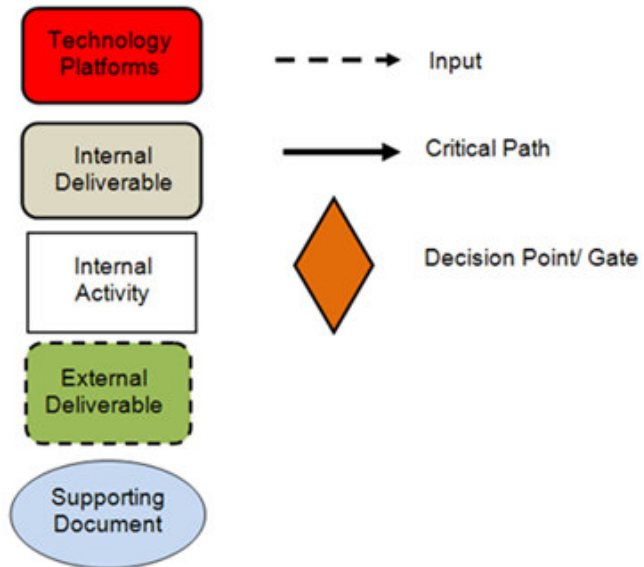 Technology
Platforms
Input
Internal
Deliverable
Critical Path
Internal
Activity
Decision Point/ Gate
External
Deliverable
Supporting
Document